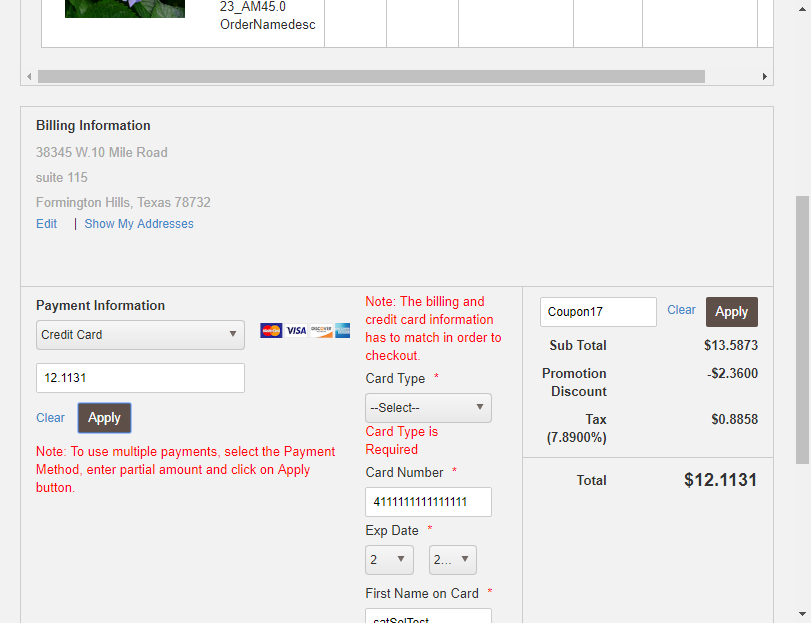 23_AM45.0
OrderNamedesc
Billing Information
38345 W.10 Mile Road
suite 115
Formington Hills, Texas 78732
Edit | Show My Addresses
Payment Information
Credit Card
VISA
DISCOVER
12.1131
Clear Apply
Note: To use multiple payments, select the Payment
Method, enter partial amount and click on Apply
button.
Note: The billing and
credit card information
has to match in order to
checkout.
Card Type *
--Select--
Card Type is
Required
Card Number *
4111111111111111
Exp Date *
2 2...
First Name on Card *
satSolTest
Coupon17 Clear Apply
Sub Total $13.5873
Promotion -$2.3600
Discount
Tax $0.8858
(7.8900%)
Total $12.1131